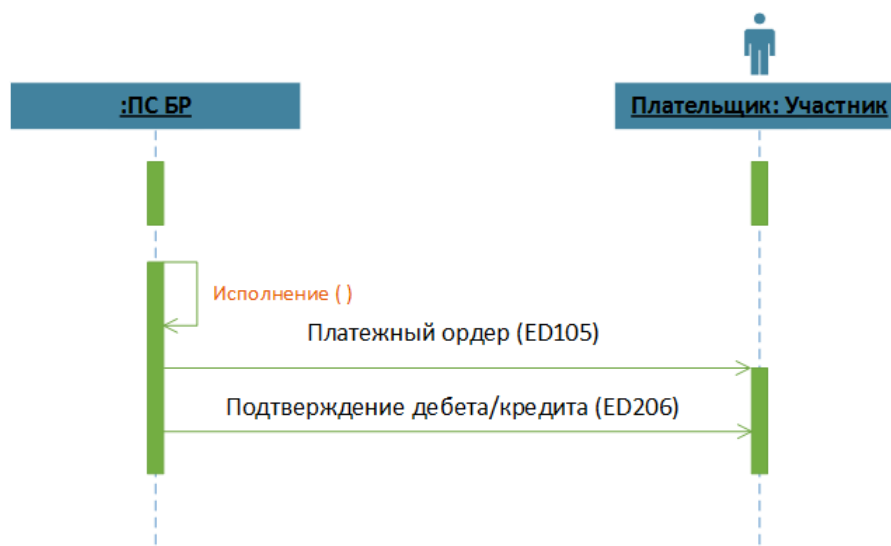 :ПС БР
Плательщик: Участник
Исполнение ( )
Платежный ордер (ED105)
Подтверждение дебета/кредита (ED206)